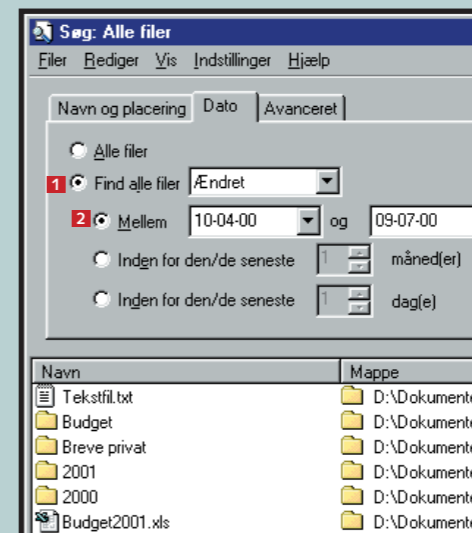 Søg: Alle filer
Filer Rediger Vis Indstillinger Hjælp
Navn og placering Dato Avanceret
Alle filer
1 Find alle filer Ændret
2 Mellem 10-04-00 og 09-07-00
Inden for den/de seneste 1 måned(er)
Inden for den/de seneste 1 dag(e)
Navn Mappe
Tekstfil.txt D:\Dokumente
Budget D:\Dokumente
Breve privat D:\Dokumente
2001 D:\Dokumente
2000 D:\Dokumente
Budget2001.xls D:\Dokumente